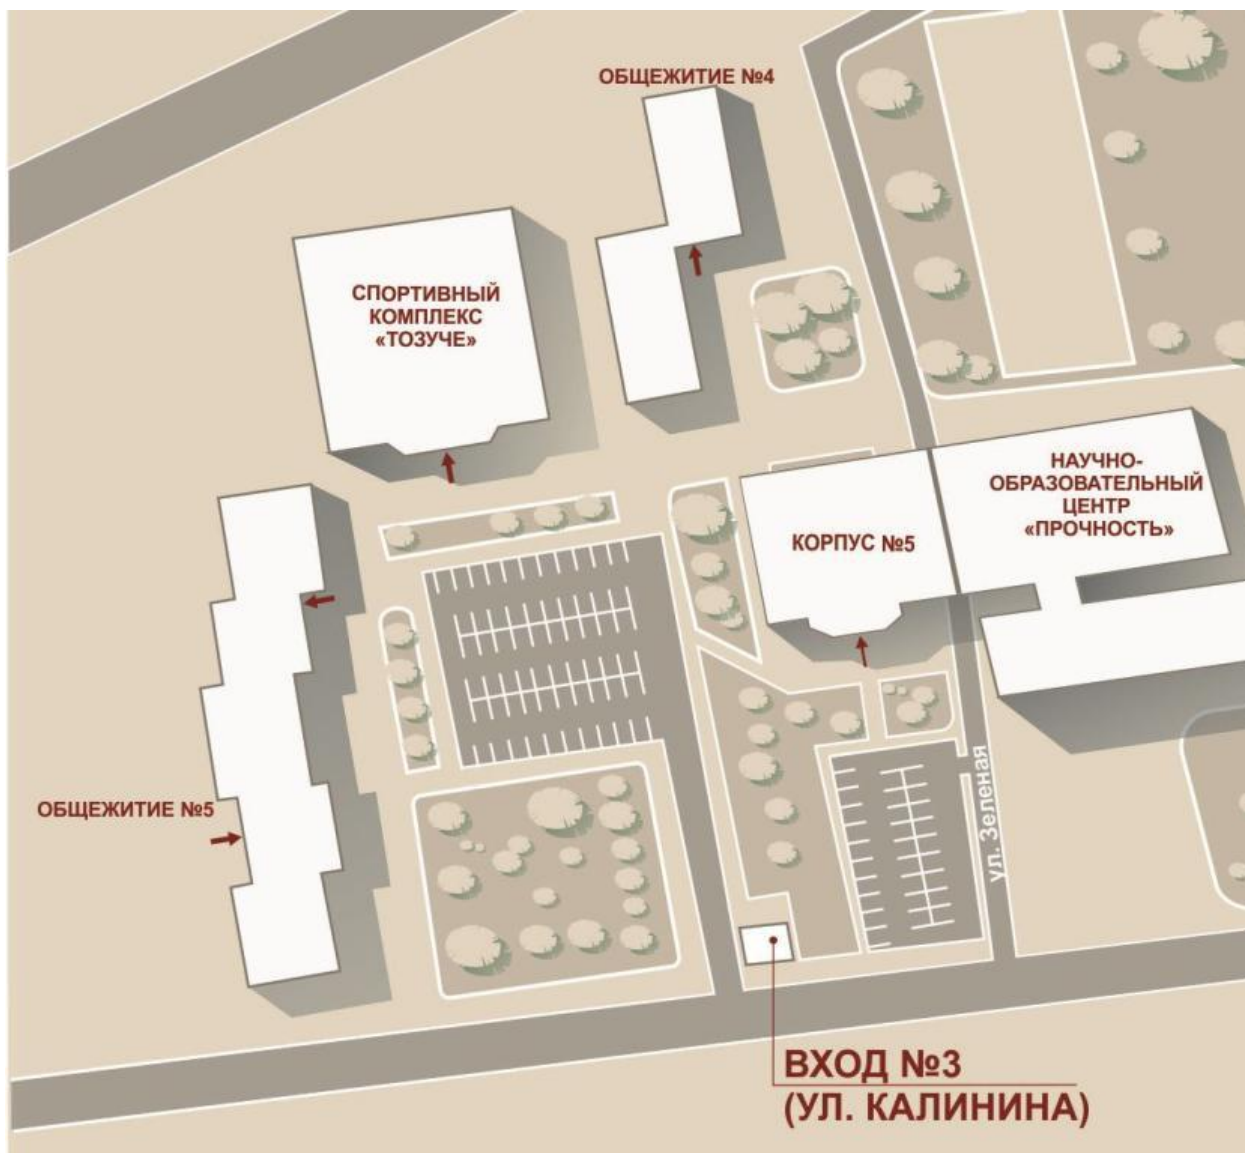 ОБЩЕЖИТИЕ №4
СПОРТИВНЫЙ
КОМПЛЕКС
«ТОЗУЧЕ»
НАУЧНО-
ОБРАЗОВАТЕЛЬНЫЙ
ЦЕНТР
«ПРОЧНОСТЬ»
КОРПУС №5
ОБЩЕЖИТИЕ №5
ул. Зеленая
ВХОД №3
(УЛ. КАЛИНИНА)